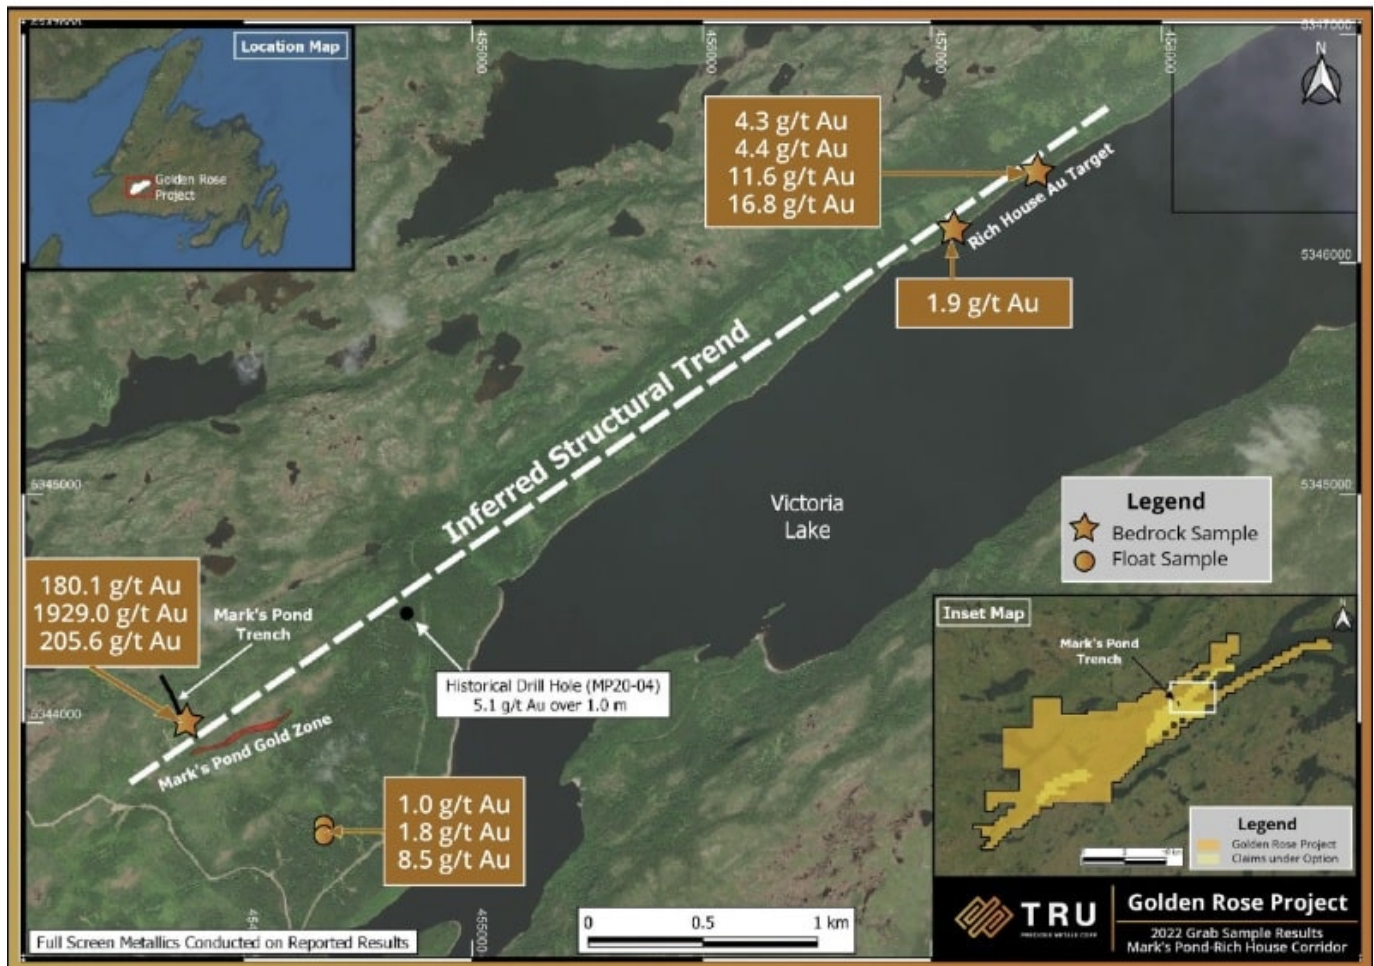 Location Map
Golden Rose
Project
455000
456000
457000
458000
5347000
N
4.3 g/t Au
4.4 g/t Au
11.6 g/t Au
16.8 g/t Au
Rich House Au Target
1.9 g/t Au
5346000
Inferred Structural Trend
5345000
5345000
Victoria
Lake
Legend
Bedrock Sample
Float Sample
180.1 g/t Au
1929.0 g/t Au
205.6 g/t Au
Mark's Pond
Trench
Historical Drill Hole (MP20-04)
5.1 g/t Au over 1.0 m
5344000
Mark's Pond Gold Zone
1.0 g/t Au
1.8 g/t Au
8.5 g/t Au
Inset Map
N
Mark's Pond
Trench
Legend
Golden Rose Project
Claims under Option
455000
0 0.5 1 km
Full Screen Metallics Conducted on Reported Results
TRU
PRECIOUS METALS CORP
Golden Rose Project
2022 Grab Sample Results
Mark's Pond-Rich House Corridor